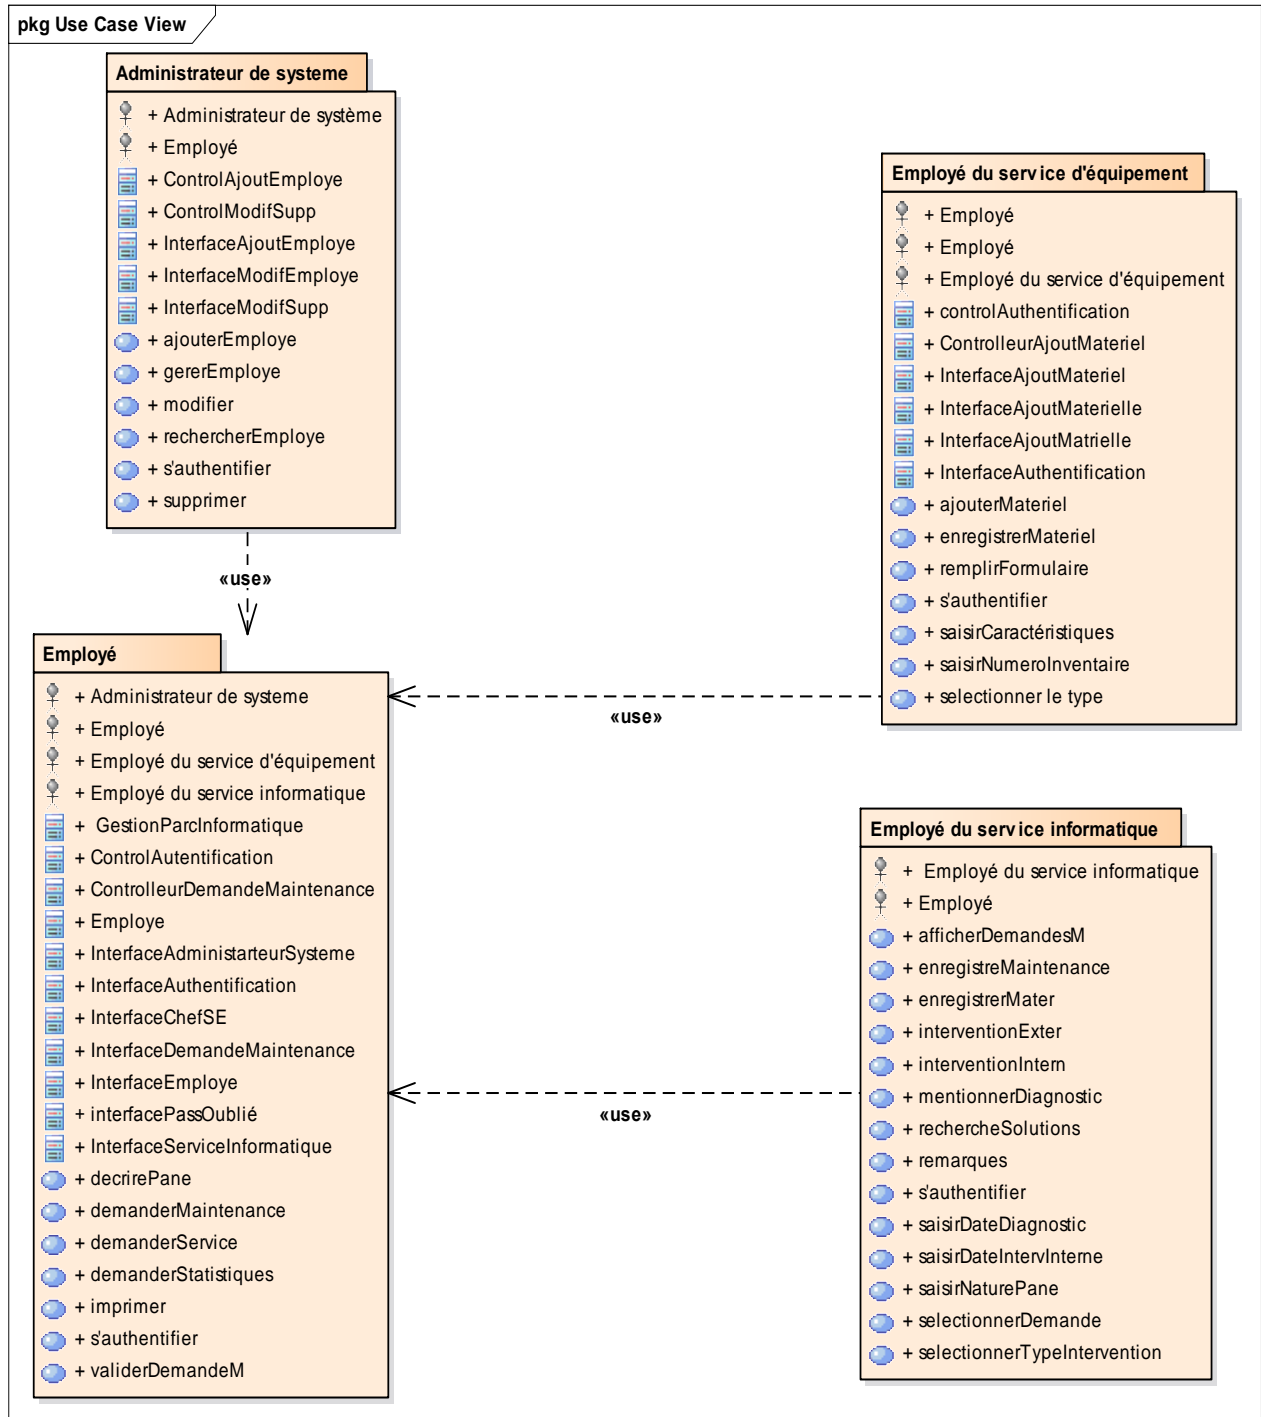 pkg Use Case View
Administrateur de systeme
+ Administrateur de système
+ Employé
+ ControlAjoutEmploye
+ ControlModifSupp
+ InterfaceAjoutEmploye
+ InterfaceModifEmploye
+ InterfaceModifSupp
+ ajouterEmploye
+ gererEmploye
+ modifier
+ rechercherEmploye
+ s'authentifier
+ supprimer
«use»
Employé du service d'équipement
+ Employé
+ Employé
+ Employé du service d'équipement
+ controlAuthentification
+ ControlleurAjoutMateriel
+ InterfaceAjoutMateriel
+ InterfaceAjoutMaterielle
+ InterfaceAjoutMatrielle
+ InterfaceAuthentification
+ ajouterMateriel
+ enregistrerMateriel
+ remplirFormulaire
+ s'authentifier
+ saisirCaractéristiques
+ saisirNumeroInventaire
+ selectionner le type
«use»
Employé
+ Administrateur de systeme
+ Employé
+ Employé du service d'équipement
+ Employé du service informatique
+ GestionParcInformatique
+ ControlAutentification
+ ControlleurDemandeMaintenance
+ Employe
+ InterfaceAdministarteurSysteme
+ InterfaceAuthentification
+ InterfaceChefSE
+ InterfaceDemandeMaintenance
+ InterfaceEmploye
+ interfacePassOublié
+ InterfaceServiceInformatique
+ decrirePane
+ demanderMaintenance
+ demanderService
+ demanderStatistiques
+ imprimer
+ s'authentifier
+ validerDemandeM
«use»
Employé du service informatique
+ Employé du service informatique
+ Employé
+ afficherDemandesM
+ enregistreMaintenance
+ enregistrerMater
+ interventionExter
+ interventionIntern
+ mentionnerDiagnostic
+ rechercheSolutions
+ remarques
+ s'authentifier
+ saisirDateDiagnostic
+ saisirDateIntervInterne
+ saisirNaturePane
+ selectionnerDemande
+ selectionnerTypeIntervention